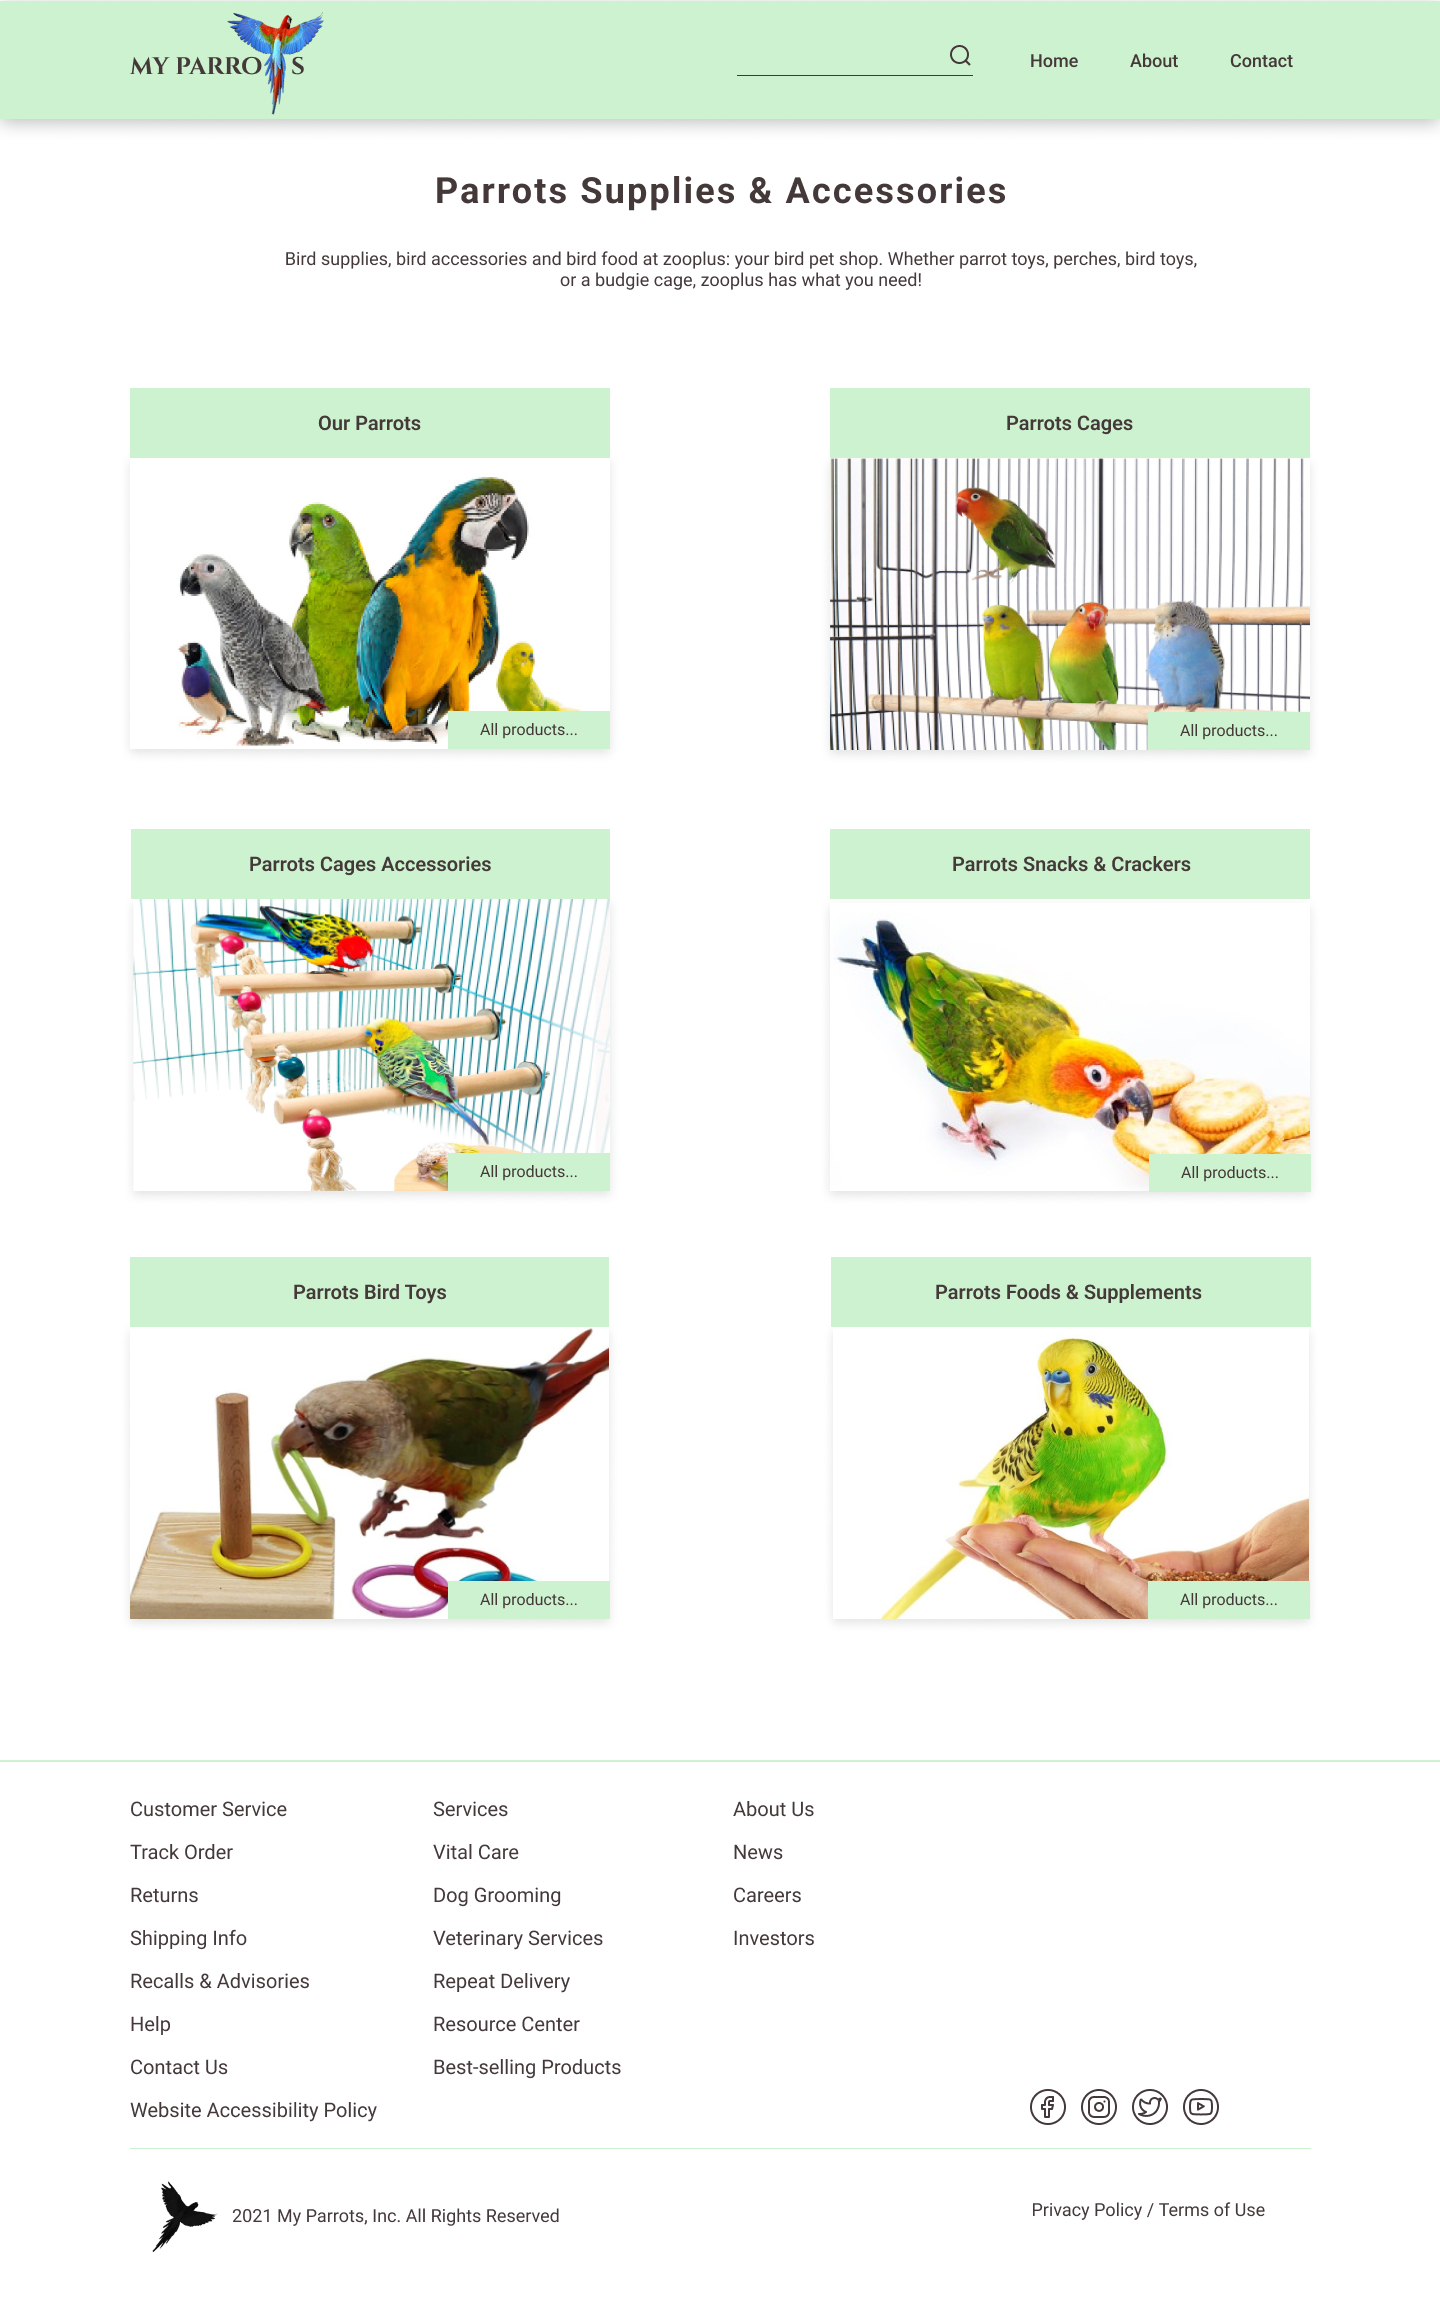 MY PARROTS
Home
About
Contact
Parrots Supplies & Accessories
Bird supplies, bird accessories and bird food at zooplus: your bird pet shop. Whether parrot toys, perches, bird toys,
or a budgie cage, zooplus has what you need!
Our Parrots
All products...
Parrots Cages
All products...
Parrots Cages Accessories
All products...
Parrots Snacks & Crackers
All products...
Parrots Bird Toys
All products...
Parrots Foods & Supplements
All products...
Customer Service
Track Order
Returns
Shipping Info
Recalls & Advisories
Help
Contact Us
Website Accessibility Policy
Services
Vital Care
Dog Grooming
Veterinary Services
Repeat Delivery
Resource Center
Best-selling Products
About Us
News
Careers
Investors
2021 My Parrots, Inc. All Rights Reserved
Privacy Policy / Terms of Use